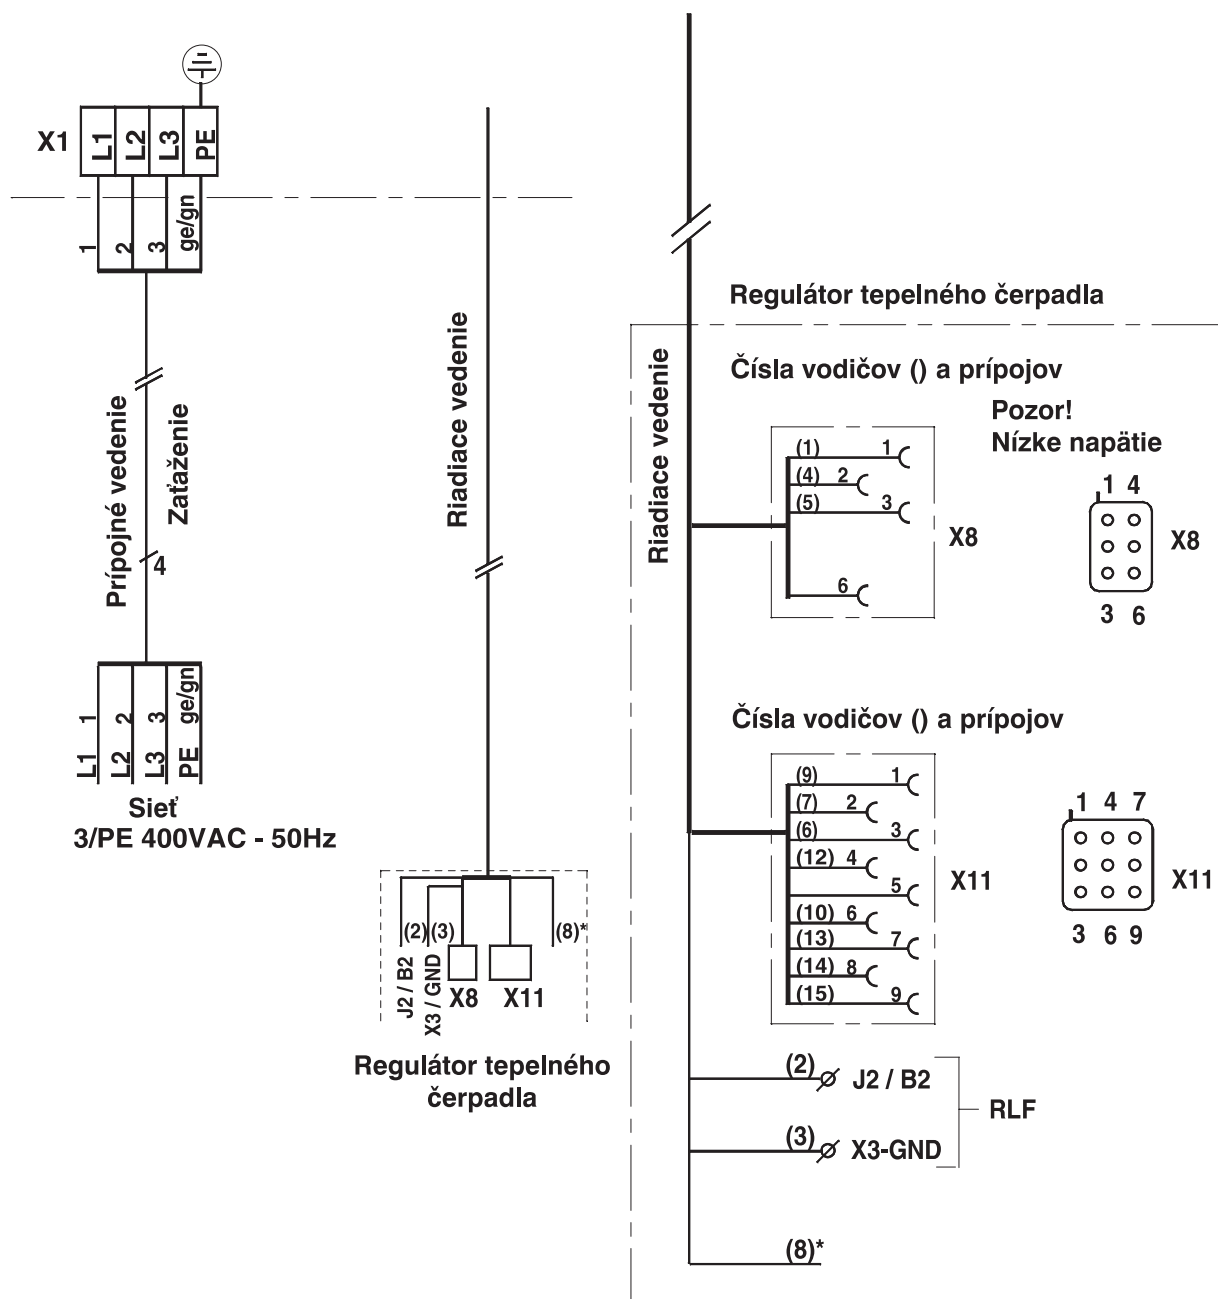 X1
L1
L2
L3
PE
1
2
3
ge/gn
Prípojné vedenie
Zaťaženie
4
1
2
3
ge/gn
L1
L2
L3
PE
Sieť
3/PE 400VAC - 50Hz
Riadiace vedenie
(2)
(3)
(8)*
J2 / B2
X3 / GND
X8
X11
Regulátor tepelného
čerpadla
Regulátor tepelného čerpadla
Riadiace vedenie
Čísla vodičov () a prípojov
Pozor!
Nízke napätie
(1) 1
(4) 2
(5) 3
6
X8
1 4
X8
3 6
Čísla vodičov () a prípojov
(9) 1
(7) 2
(6) 3
(12) 4
5
(10) 6
(13) 7
(14) 8
(15) 9
X11
1 4 7
X11
3 6 9
(2) J2 / B2
RLF
(3) X3-GND
(8)*